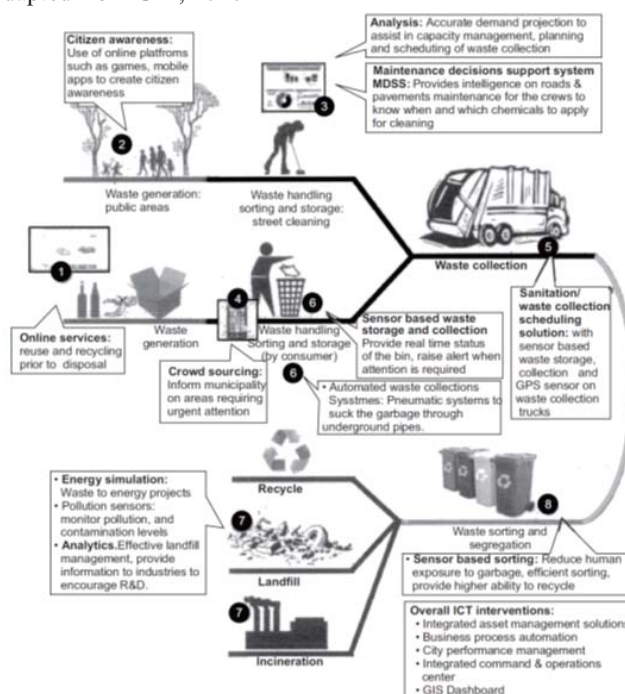 Citizen awareness:
Use of online platfroms
such as games, mobile
apps to create citizen
awareness
2
3
Analysis: Accurate demand projection to
assist in capacity management, planning
and scheduting of waste collection
Maintenance decisions support system
MDSS: Provides intelligence on roads &
pavements maintenance for the crews to
know when and which chemicals to apply
for cleaning
Waste generation:
public areas
Waste handling
sorting and storage:
street cleaning
5
Waste collection
1
Online services:
reuse and recycling
prior to disposal
Waste
generation
4
6
Waste handling
Sorting and storage
(by consumer)
Crowd sourcing:
Inform municipality
on areas requiring
urgent attention
Sensor based waste
storage and collection
Provide real time status
of the bin, raise alert when
attention is required
6
• Automated waste collections
Sysstmes: Pneumatic systems to
suck the garbage through
underground pipes.
Sanitation/
waste collection
scheduling
solution: with
sensor based
waste storage,
collection and
GPS sensor on
waste collection
trucks
• Energy simulation:
Waste to energy projects
• Pollution sensors:
monitor pollution, and
contamination levels
• Analytics.Effective landfill
management, provide
information to industries to
encourage R&D.
Recycle
7
Landfill
7
Incineration
8
Waste sorting and
segregation
• Sensor based sorting: Reduce human
exposure to garbage, efficient sorting,
provide higher ability to recycle
Overall ICT interventions:
• Integrated asset management solutions
• Business process automation
• City performance management
• Integrated command & operations
center
• GIS Dashboard